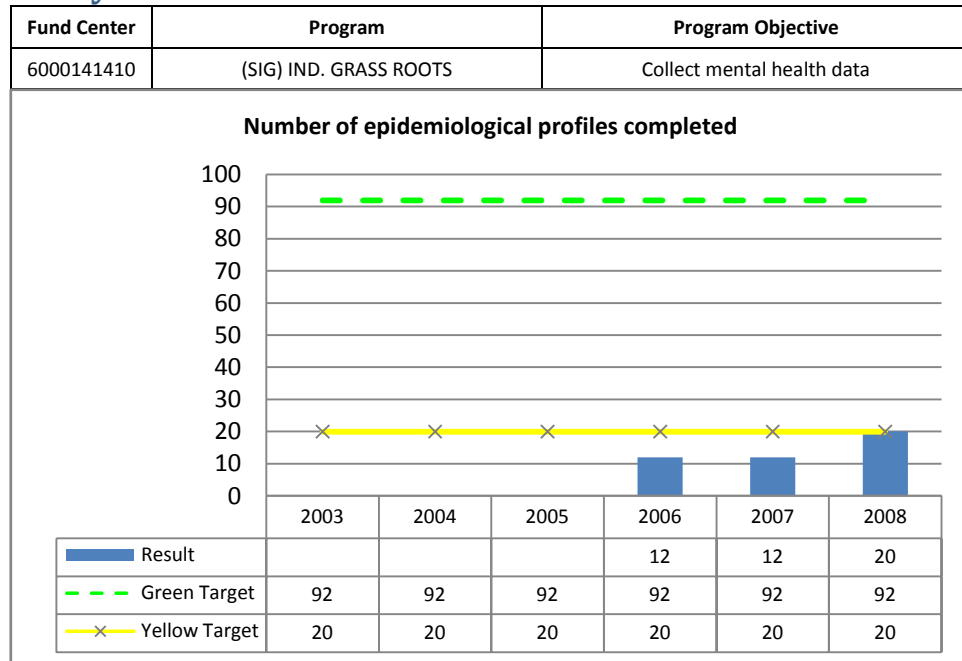 Fund Center Program Program Objective
6000141410 (SIG) IND. GRASS ROOTS Collect mental health data
Number of epidemiological profiles completed
100
90
80
70
60
50
40
30
20
10
0
2003 2004 2005 2006 2007 2008
Result 12 12 20
Green Target 92 92 92 92 92 92
Yellow Target 20 20 20 20 20 20